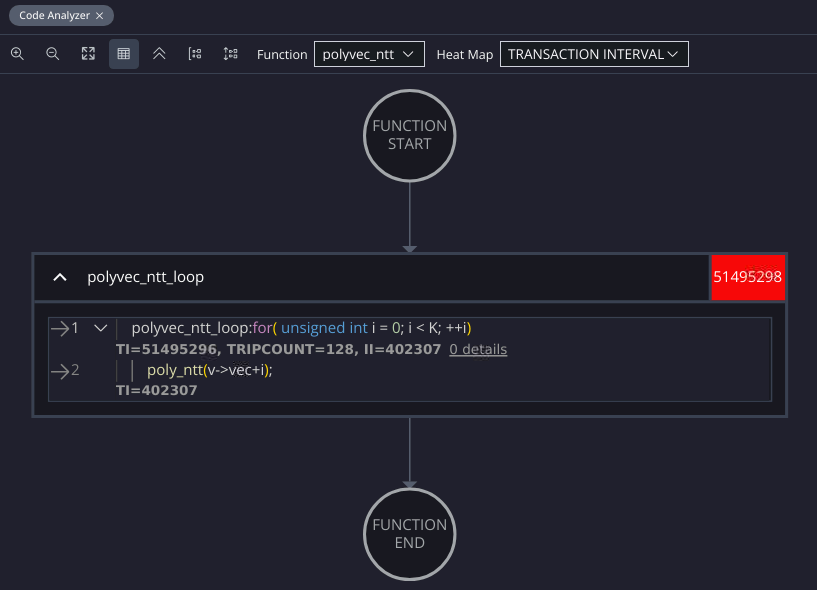 Code Analyzer ×
Function polyvec_ntt Heat Map TRANSACTION INTERVAL
FUNCTION
START
polyvec_ntt_loop 51495298
1 polyvec_ntt_loop:for( unsigned int i = 0; i < K; ++i)
TI=51495296, TRIPCOUNT=128, II=402307 0 details
2 poly_ntt(v->vec+i);
TI=402307
FUNCTION
END